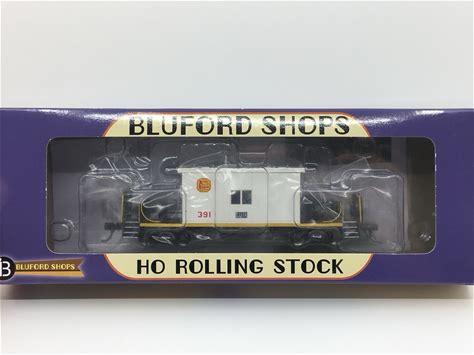 BLUFORD SHOPS
391
HO ROLLING STOCK
B BLUFORD SHOPS